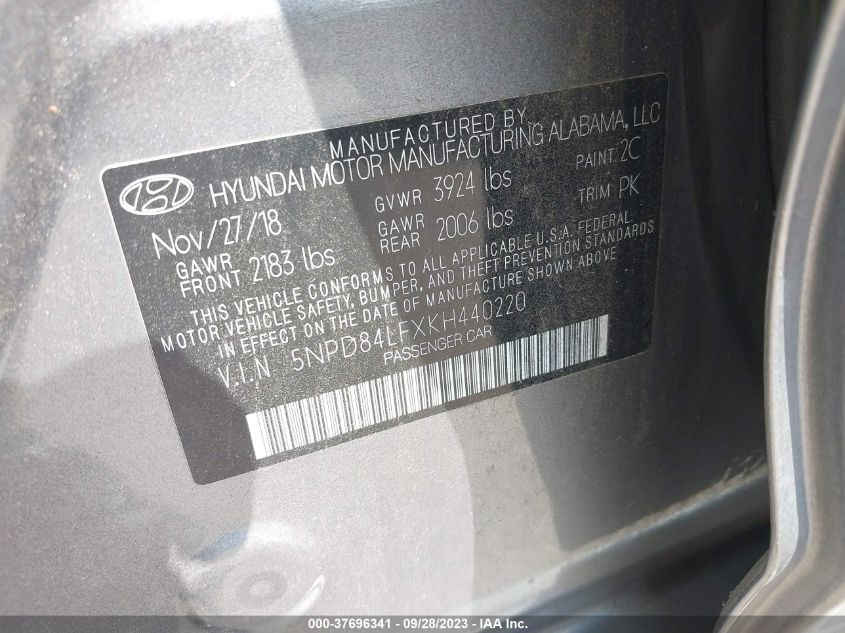 MANUFACTURED BY
HYUNDAI MOTOR MANUFACTURING ALABAMA, LLC
Nov/27/18 GVWR 3924 lbs PAINT 2C
GAWR FRONT 2183 lbs GAWR REAR 2006 lbs TRIM PK
THIS VEHICLE CONFORMS TO ALL APPLICABLE U.S.A. FEDERAL
MOTOR VEHICLE SAFETY, BUMPER, AND THEFT PREVENTION STANDARDS
IN EFFECT ON THE DATE OF MANUFACTURE SHOWN ABOVE
V.I.N 5NPD84LFXKH440220
PASSENGER CAR
000-37696341 - 09/28/2023 - IAA Inc.